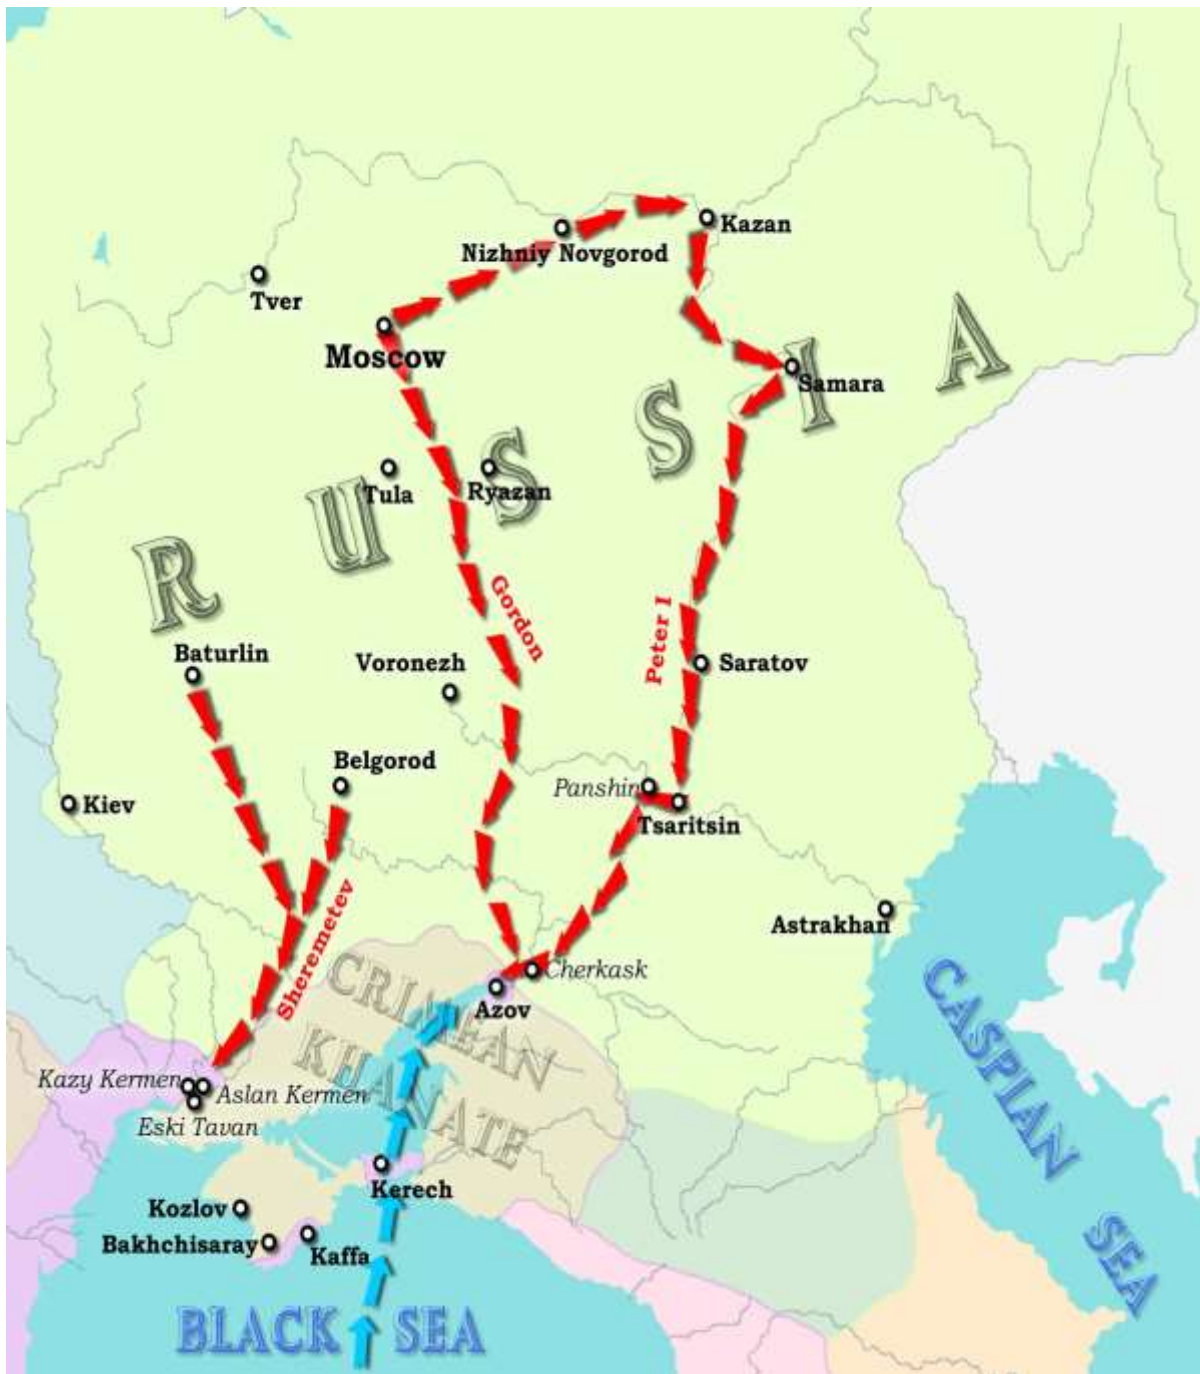 Kazan
Nizhniy Novgorod
Tver
Moscow
Samara
RUSSIA
Tula
Ryazan
Gordon
Peter I
Baturlin
Voronezh
Saratov
Belgorod
Panshin
Kiev
Tsaritsin
Sheremetev
Astrakhan
Cherkask
CRIMEAN
KHANATE
Azov
CASPIAN
SEA
Kazy Kermen
Aslan Kermen
Eski Tavan
Kerech
Kozlov
Bakhchisaray
Kaffa
BLACK SEA